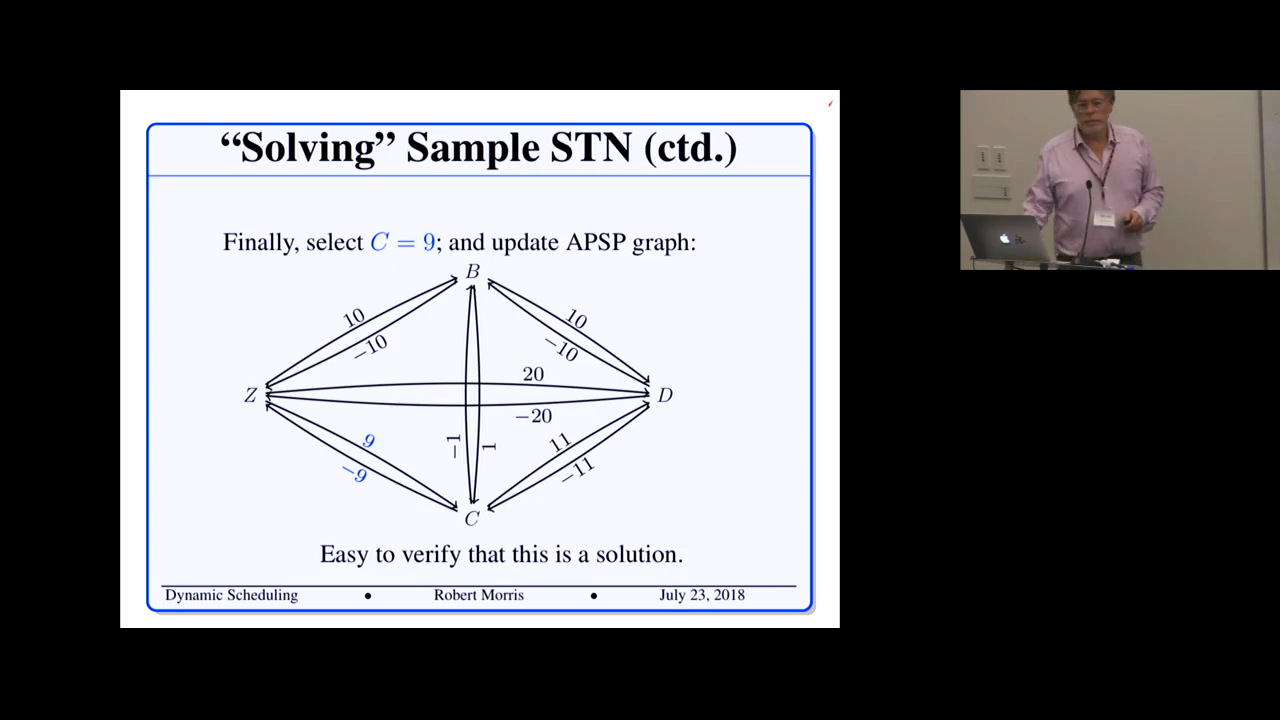 “Solving” Sample STN (ctd.)
Finally, select C = 9; and update APSP graph:
B
10
10
−10
−10
Z
20
D
−20
9
−1
1
11
−9
−11
C
Easy to verify that this is a solution.
Dynamic Scheduling • Robert Morris • July 23, 2018